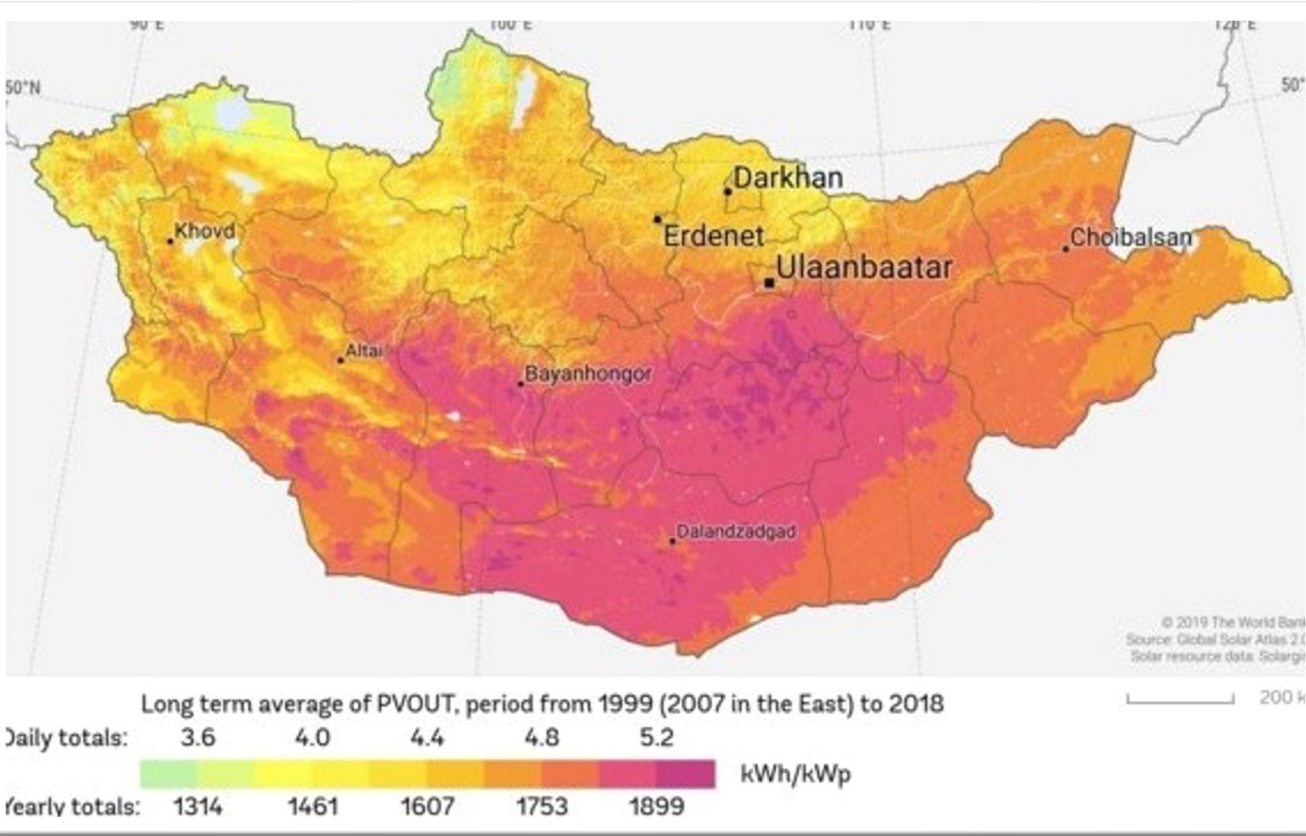 90°E 100°E 110°E 120°E
50°N 50°
Darkhan
Khovd
Erdenet
Choibalsan
Ulaanbaatar
Altai
Bayanhongor
Dalandzadgad
© 2019 The World Bank
Source: Global Solar Atlas 2.0
Solar resource data: Solargis
Long term average of PVOUT, period from 1999 (2007 in the East) to 2018
200 k
Daily totals: 3.6 4.0 4.4 4.8 5.2
kWh/kWp
Yearly totals: 1314 1461 1607 1753 1899